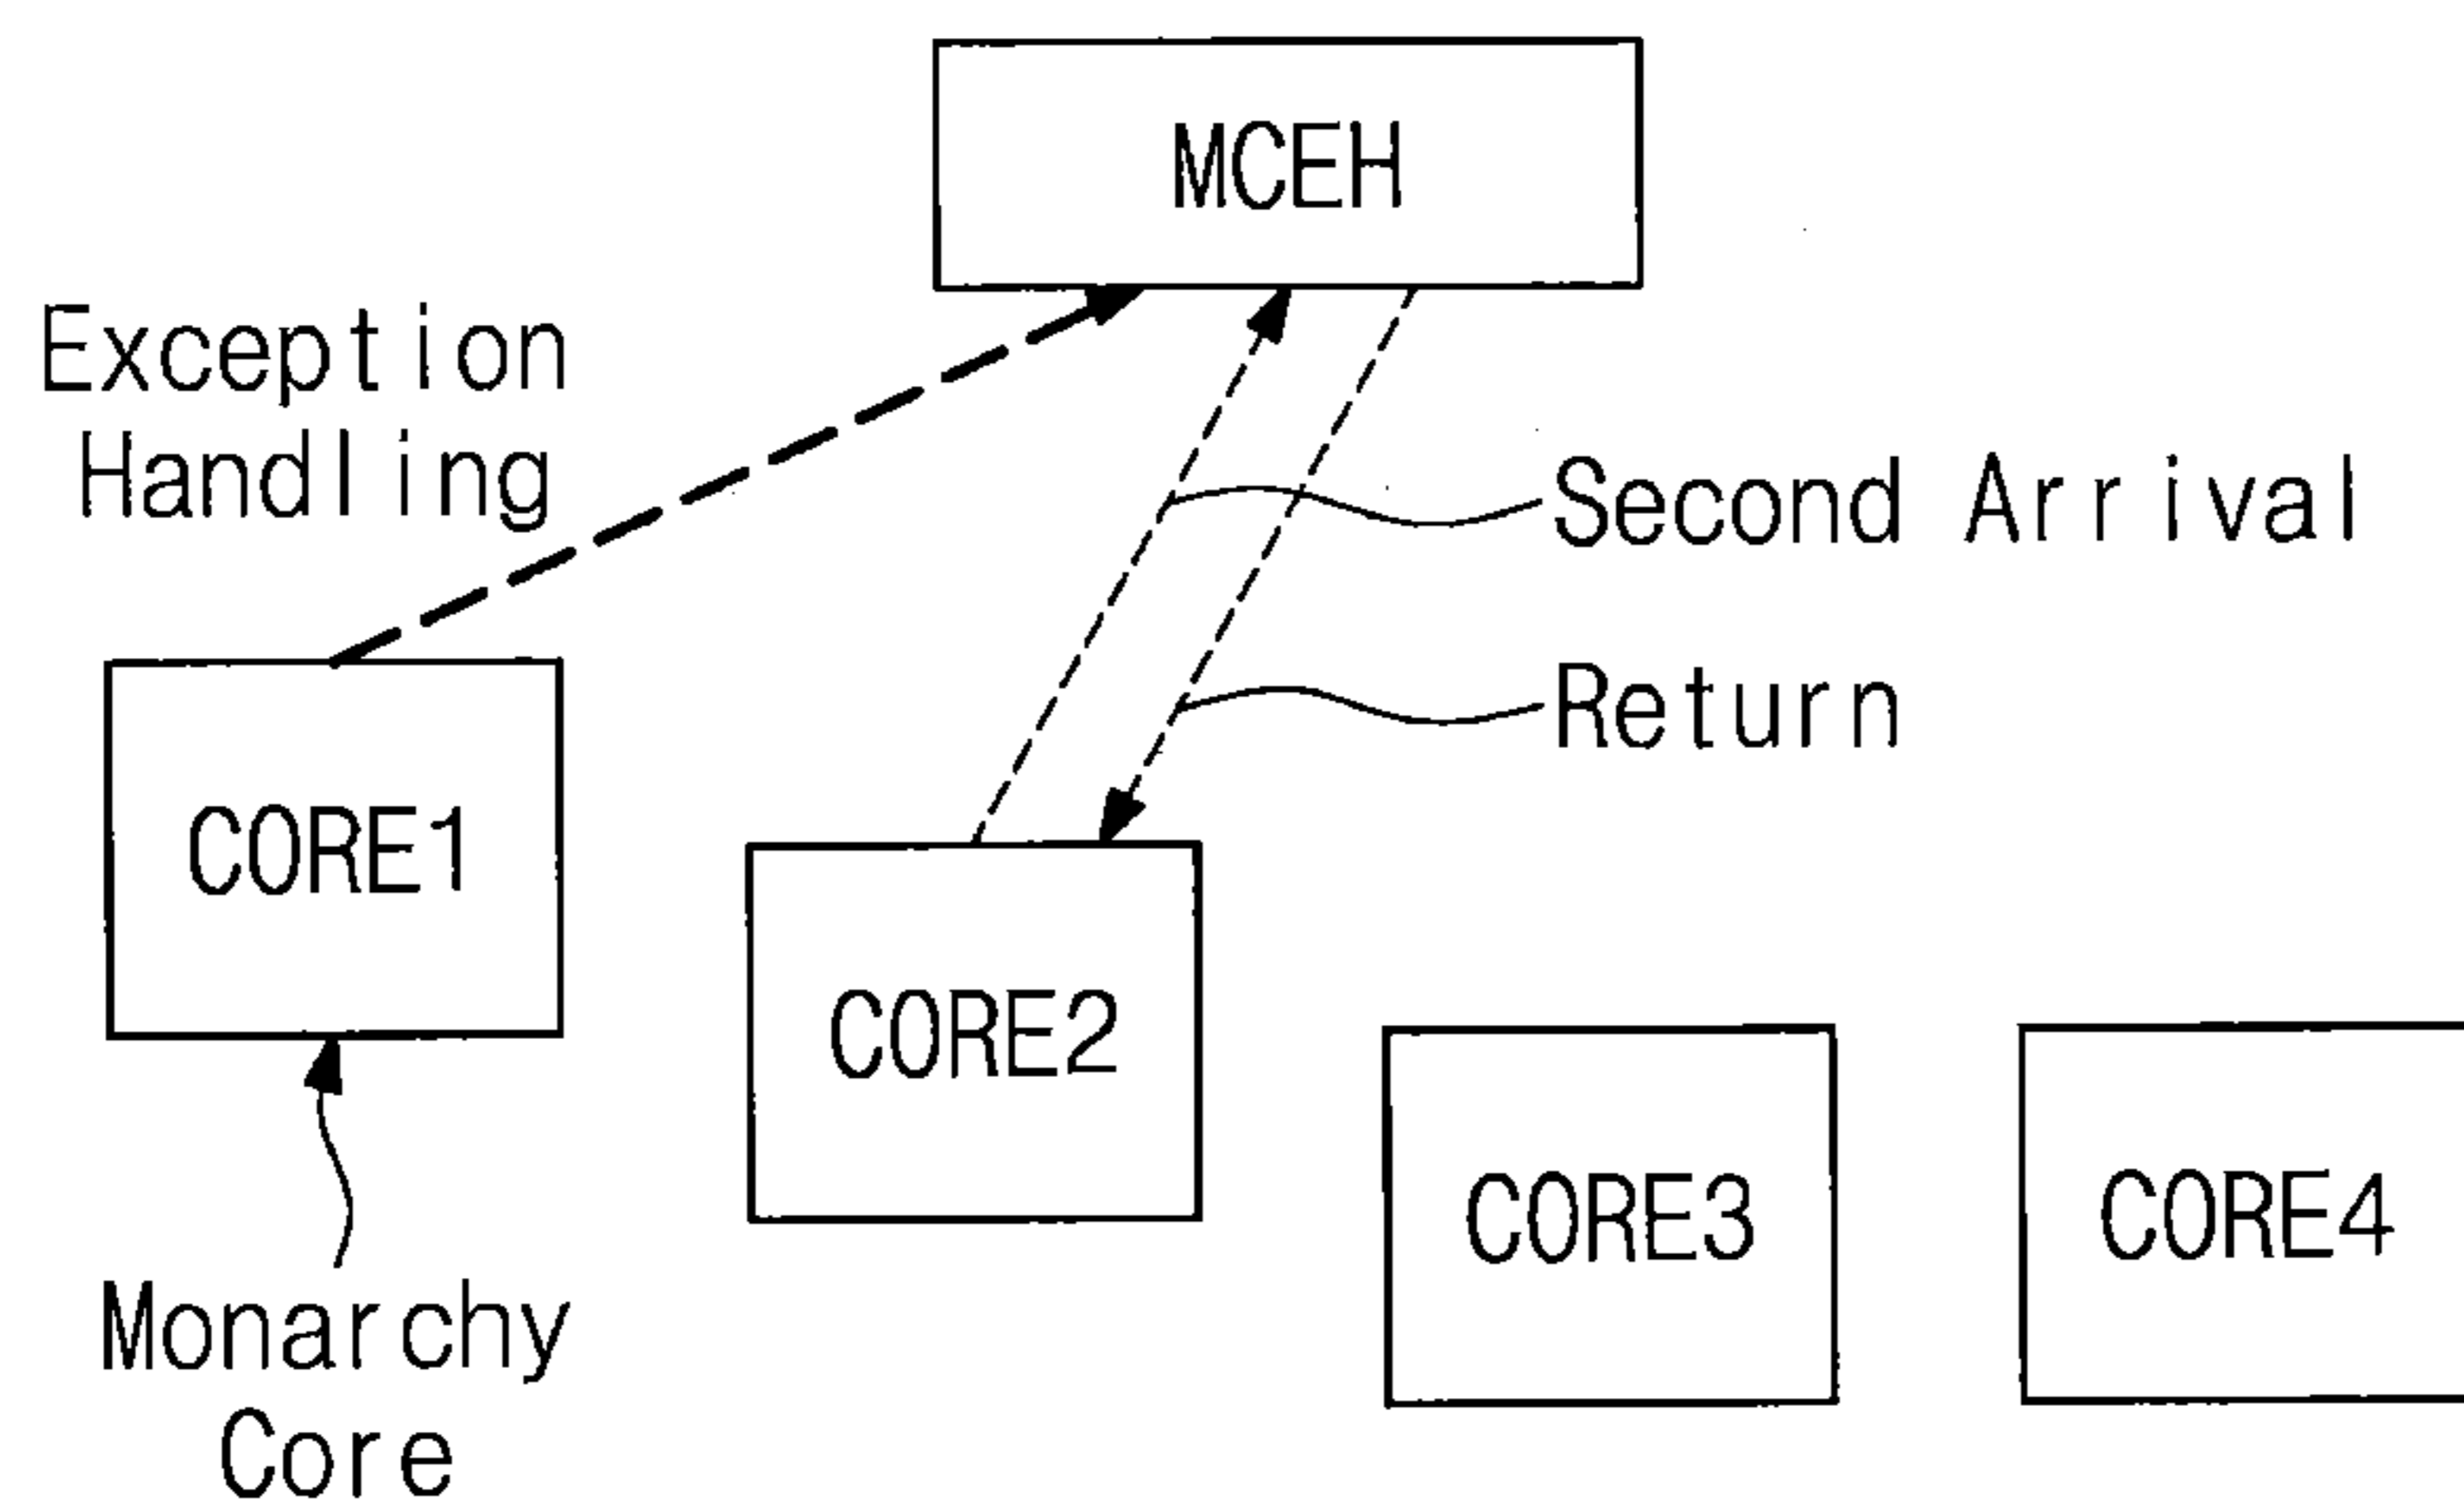 MCEH
Exception
Handling
Second Arrival
Return
CORE1
CORE2
CORE3
CORE4
Monarchy
Core